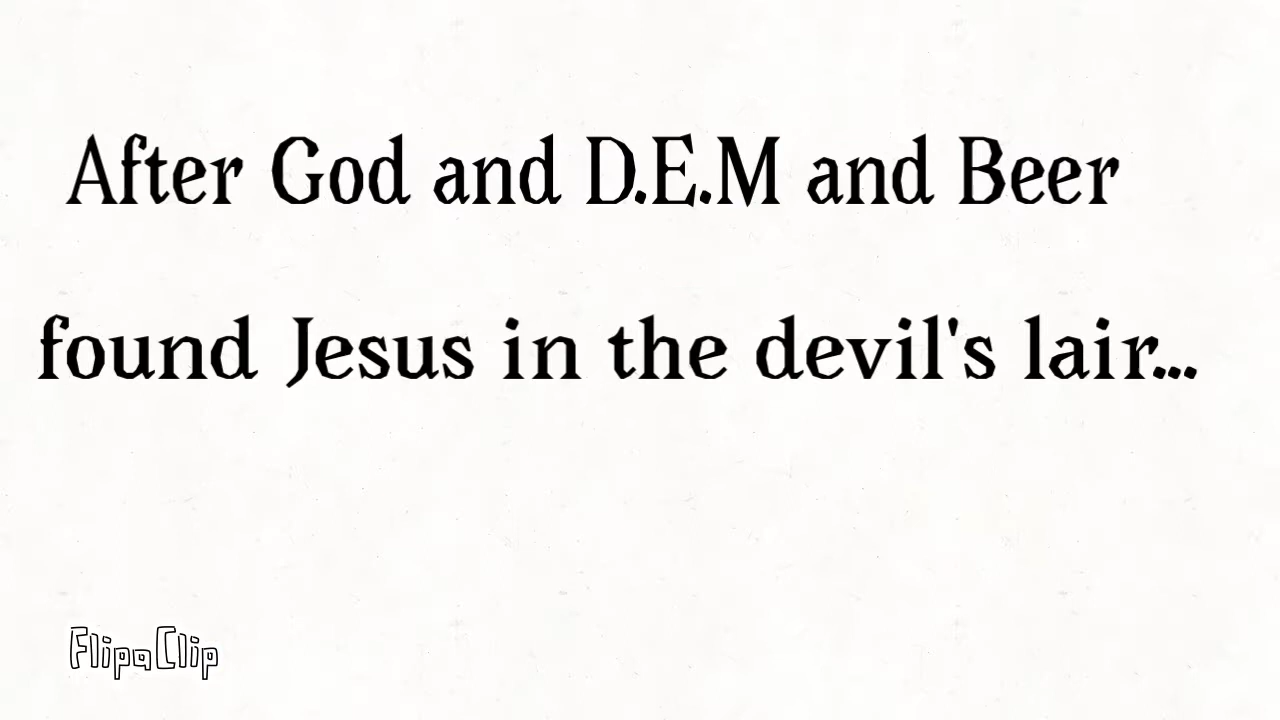 After God and D.E.M and Beer
found Jesus in the devil's lair...
FlipaClip